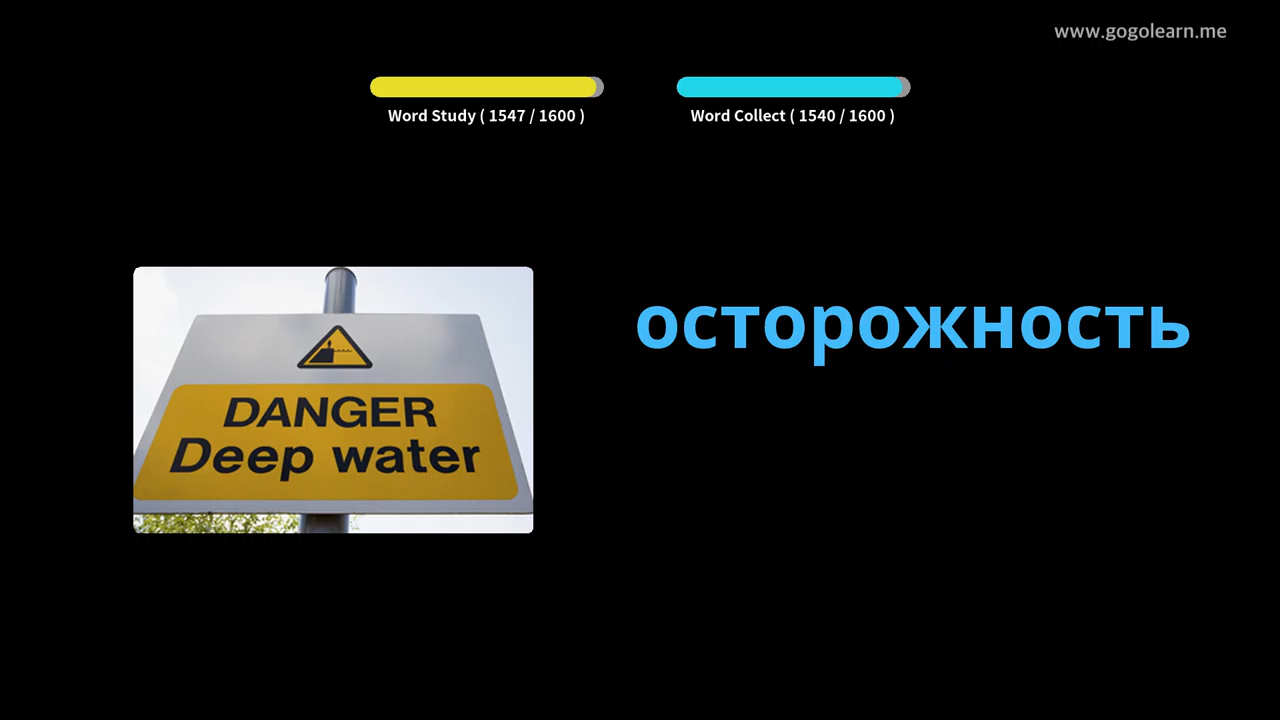 www.gogolearn.me
Word Study ( 1547 / 1600 )
Word Collect ( 1540 / 1600 )
осторожность
DANGER
Deep water